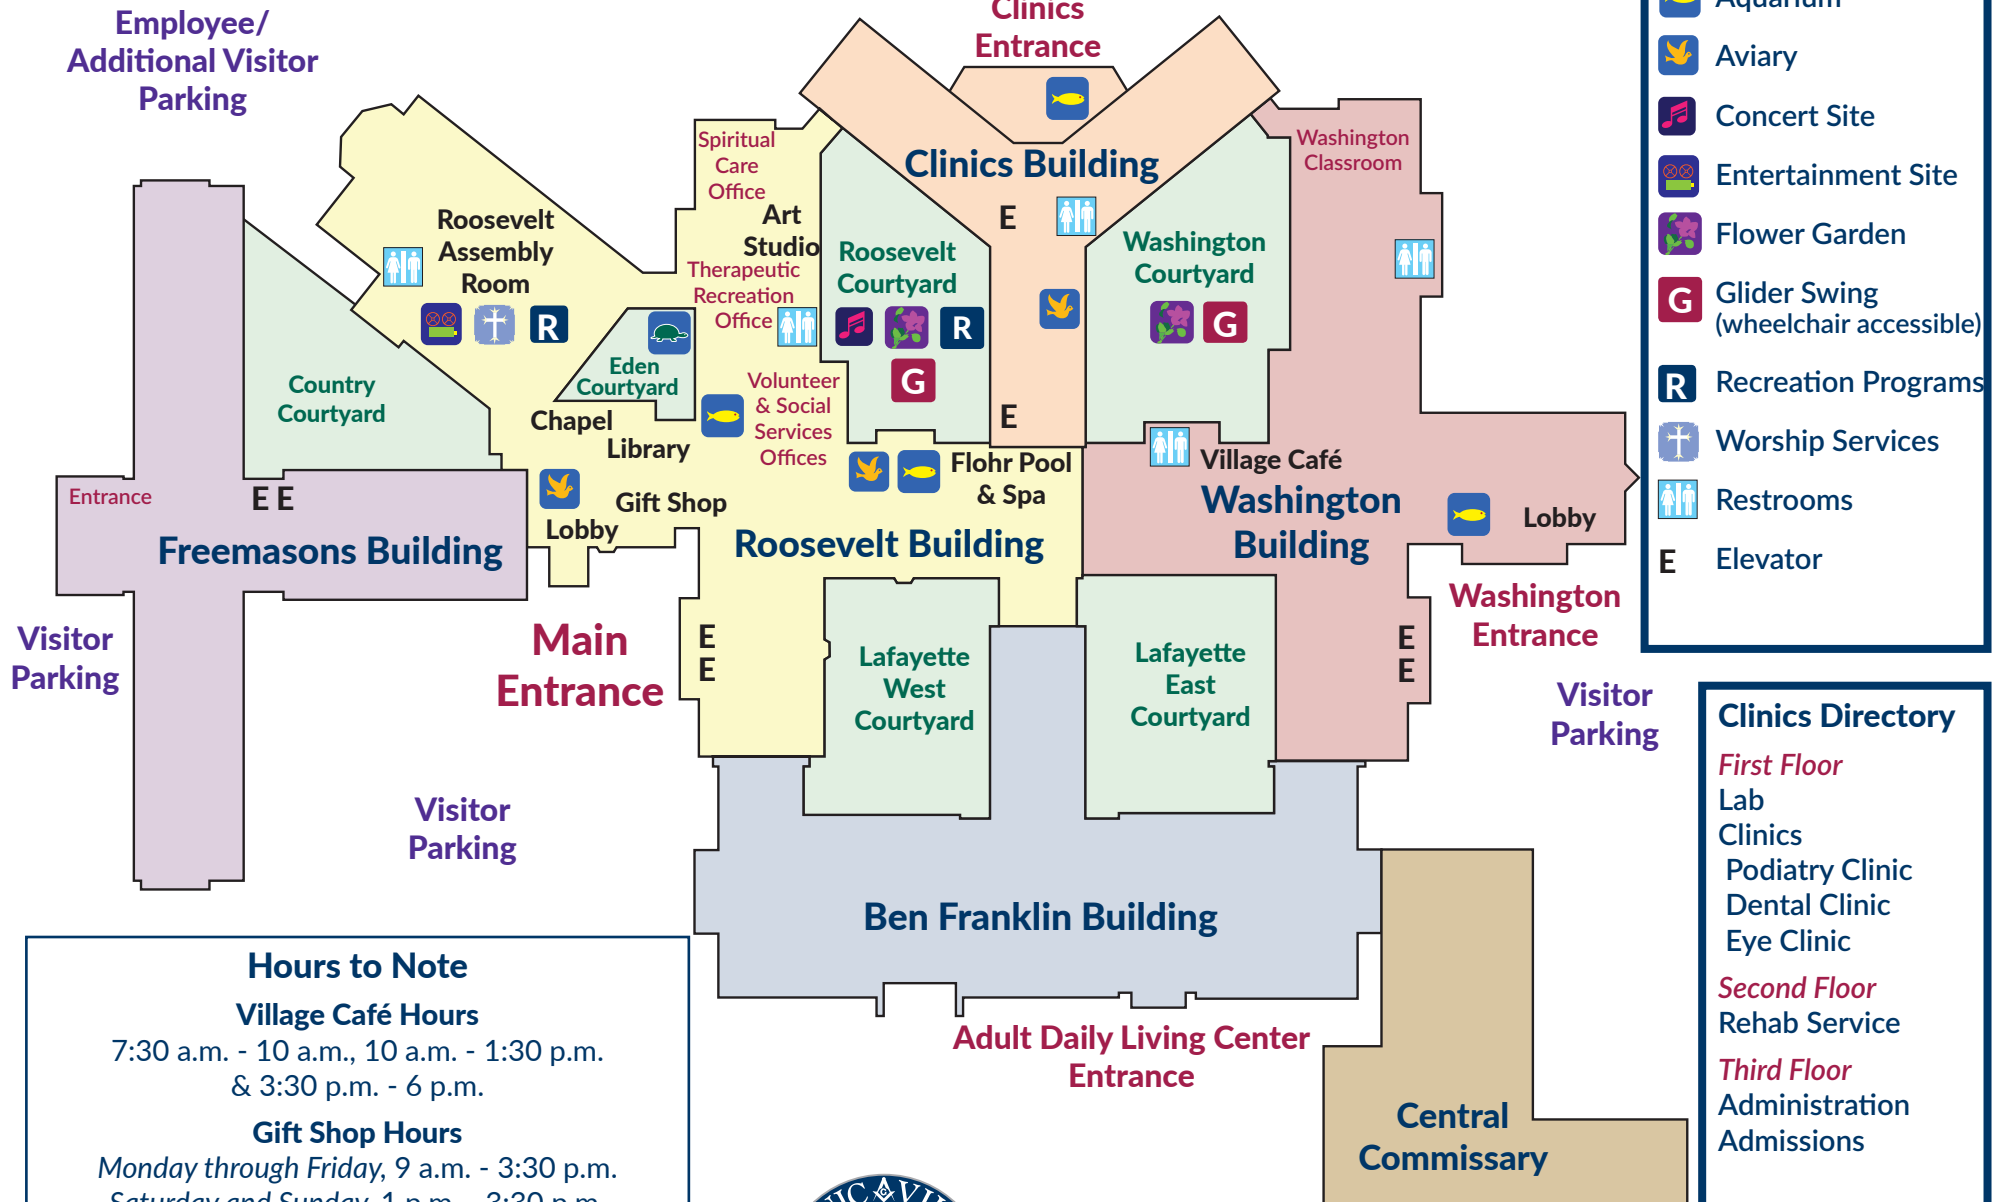 Employee/
Additional Visitor
Parking
Clinics
Entrance
Spiritual
Care
Office
Art
Studio
Therapeutic
Recreation
Office
Clinics Building
E
Washington
Classroom
Roosevelt
Assembly
Room
R
Roosevelt
Courtyard
R
G
Washington
Courtyard
G
Eden
Courtyard
Country
Courtyard
Chapel
Library
Volunteer
& Social
Services
Offices
E
Flohr Pool
& Spa
Village Café
Washington
Building
Lobby
Entrance
E E
Freemasons Building
Gift Shop
Lobby
Roosevelt Building
Main
Entrance
E
E
Lafayette
West
Courtyard
Lafayette
East
Courtyard
E
E
Washington
Entrance
Visitor
Parking
Visitor
Parking
Visitor
Parking
Ben Franklin Building
Adult Daily Living Center
Entrance
Central
Commissary
Aquarium
Aviary
Concert Site
Entertainment Site
Flower Garden
G Glider Swing
(wheelchair accessible)
R Recreation Programs
Worship Services
Restrooms
E Elevator
Clinics Directory
First Floor
Lab
Clinics
Podiatry Clinic
Dental Clinic
Eye Clinic
Second Floor
Rehab Service
Third Floor
Administration
Admissions
Hours to Note
Village Café Hours
7:30 a.m. - 10 a.m., 10 a.m. - 1:30 p.m.
& 3:30 p.m. - 6 p.m.
Gift Shop Hours
Monday through Friday, 9 a.m. - 3:30 p.m.
Saturday and Sunday, 1 p.m. - 3:30 p.m.